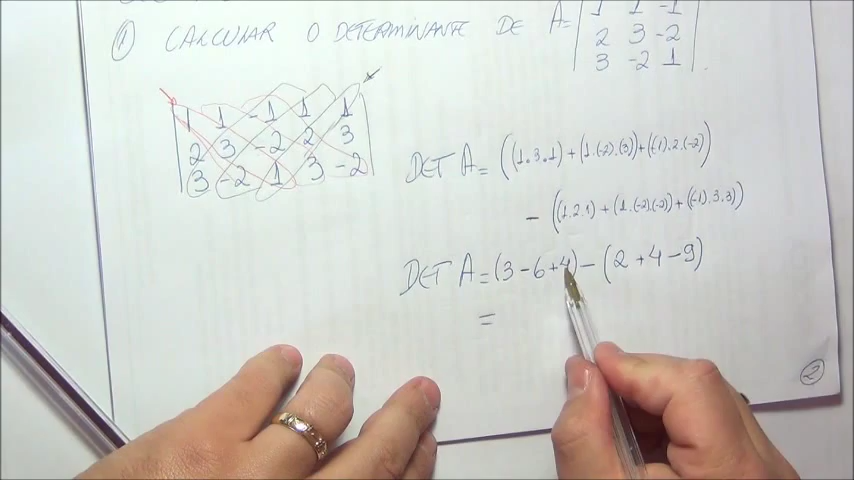 ① CALCULAR O DETERMINANTE DE A= | 1 1 -1 |
| 2 3 -2 |
| 3 -2 1 | .
| 1 1 -1 1 1 |
| 2 3 -2 2 3 |
| 3 -2 1 3 -2 |
DET A = ((1.3.1)+(1.(-2).(3))+((-1).2.(-2))
- ((1.2.1)+(1.(-2).(-2))+((-1).3.3))
DET A = (3-6+4)-(2+4-9)
=
②